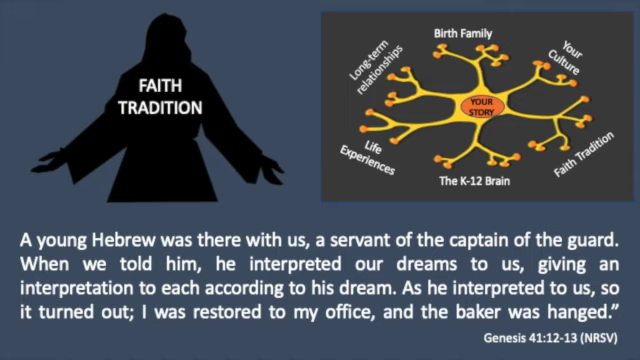 FAITH
TRADITION
Birth Family
Long-term
relationships
Your
Culture
YOUR
STORY
Life
Experiences
Faith Tradition
The K-12 Brain
A young Hebrew was there with us, a servant of the captain of the guard.
When we told him, he interpreted our dreams to us, giving an
interpretation to each according to his dream. As he interpreted to us, so
it turned out; I was restored to my office, and the baker was hanged.”
Genesis 41:12-13 (NRSV)